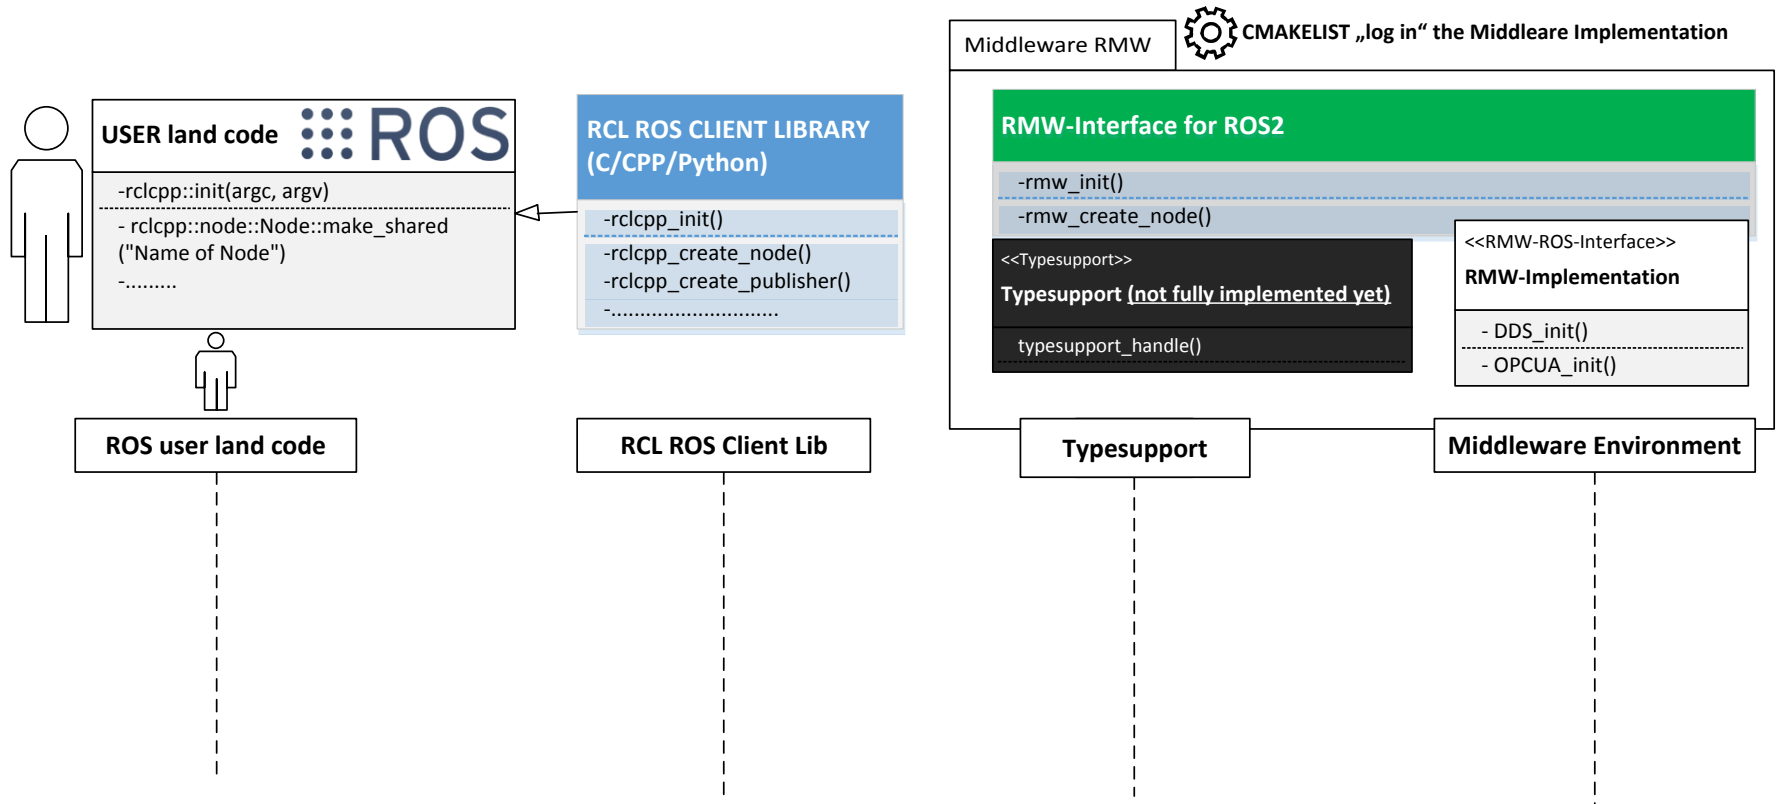 CMAKELIST „log in“ the Middleare Implementation
Middleware RMW
USER land code
ROS
-rclcpp::init(argc, argv)
- rclcpp::node::Node::make_shared
("Name of Node")
-.........
RCL ROS CLIENT LIBRARY
(C/CPP/Python)
-rclcpp_init()
-rclcpp_create_node()
-rclcpp_create_publisher()
-.............................
RMW-Interface for ROS2
-rmw_init()
-rmw_create_node()
<<Typesupport>>
Typesupport (not fully implemented yet)
typesupport_handle()
<<RMW-ROS-Interface>>
RMW-Implementation
- DDS_init()
- OPCUA_init()
ROS user land code
RCL ROS Client Lib
Typesupport
Middleware Environment